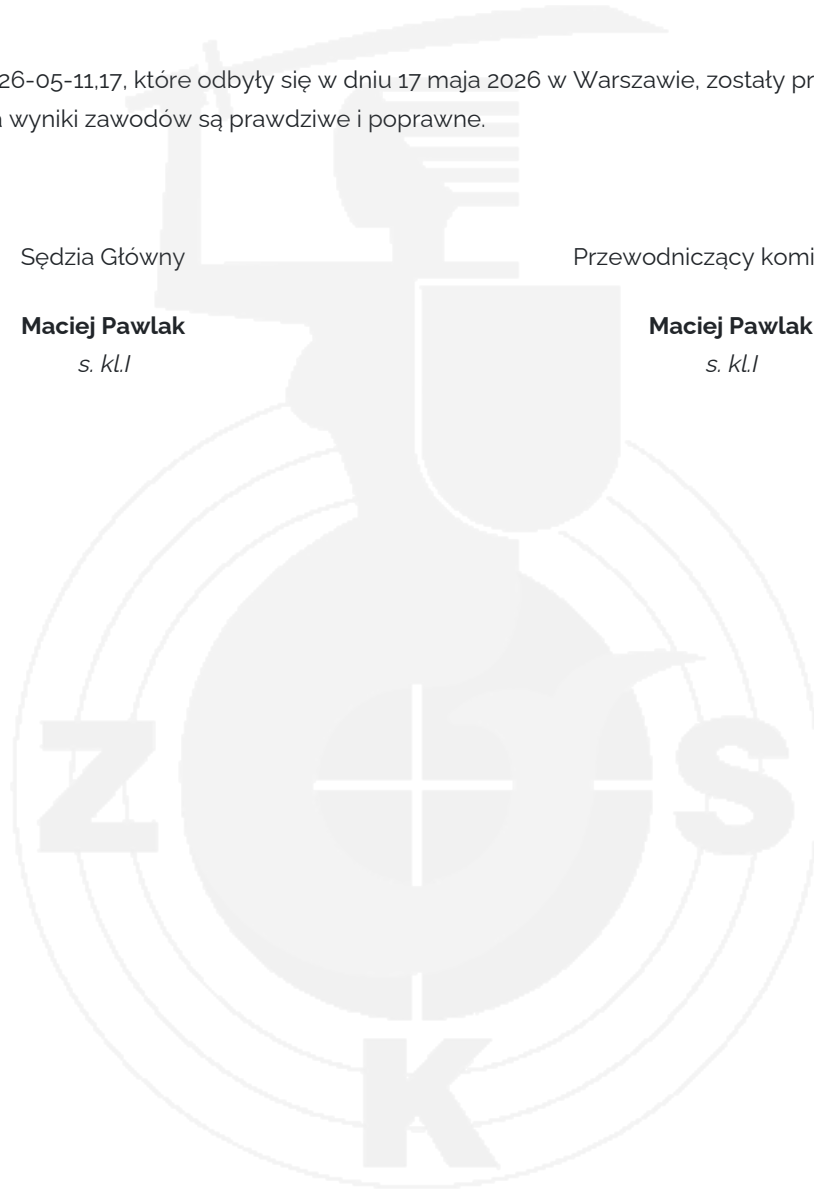 26-05-11,17, które odbyły się w dniu 17 maja 2026 w Warszawie, zostały pr
wyniki zawodów są prawdziwe i poprawne.
Sędzia Główny
Przewodniczący komi
Maciej Pawlak
Maciej Pawlak
s. kl.I
s. kl.I
Z
S
K